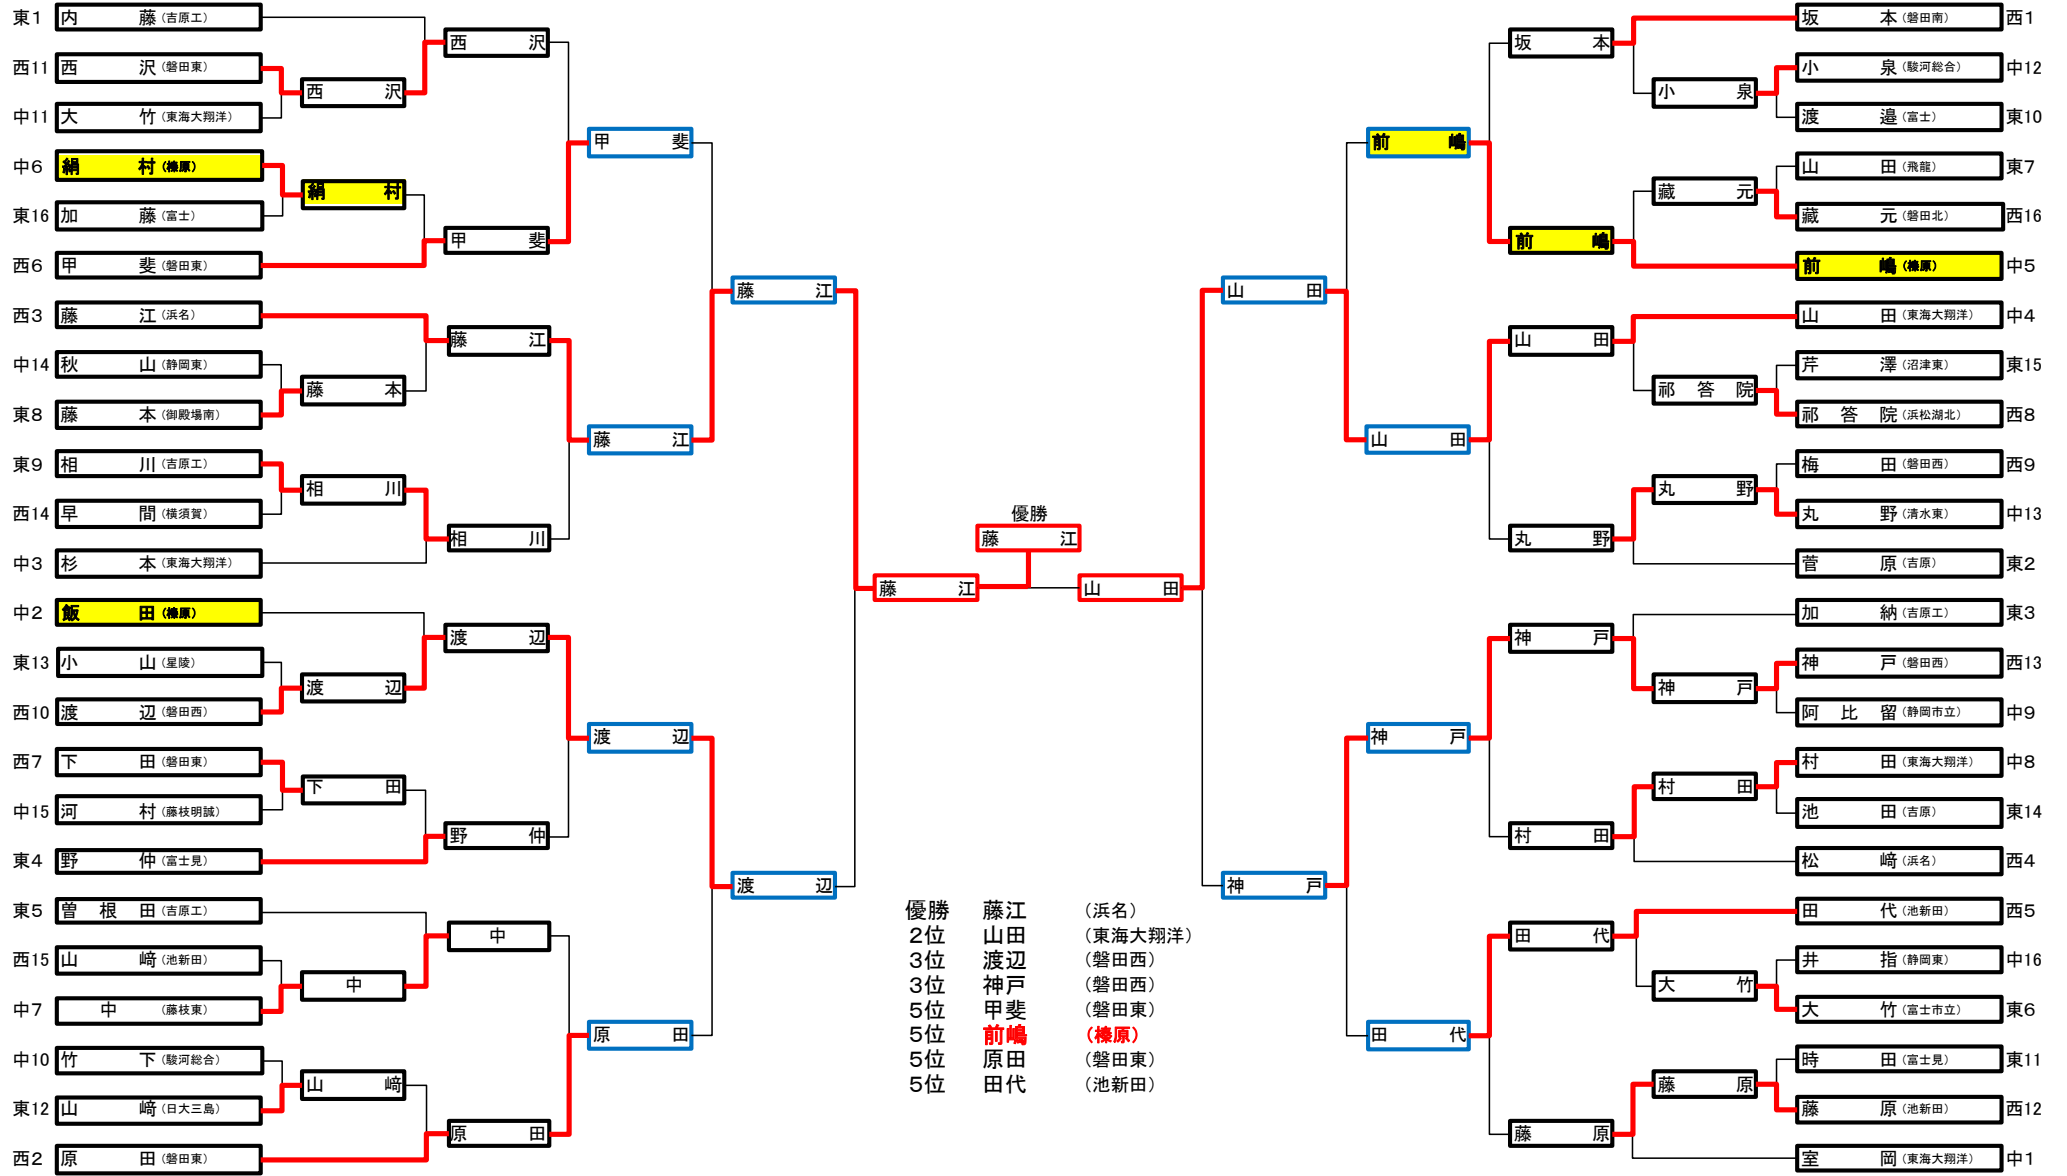 東1 内藤 (吉原工)
西11 西沢 (磐田東)
中11 大竹 (東海大翔洋)
中6 絹村 (榛原)
東16 加藤 (富士)
西6 甲斐 (磐田東)
西3 藤江 (浜名)
中14 秋山 (静岡東)
東8 藤本 (御殿場南)
東9 相川 (吉原工)
西14 早間 (横須賀)
中3 杉本 (東海大翔洋)
中2 飯田 (榛原)
東13 小山 (星陵)
西10 渡辺 (磐田西)
西7 下田 (磐田東)
中15 河村 (藤枝明誠)
東4 野仲 (富士見)
東5 曽根田 (吉原工)
西15 山﨑 (池新田)
中7 中 (藤枝東)
中10 竹下 (駿河総合)
東12 山﨑 (日大三島)
西2 原田 (磐田東)
西沢
絹村
藤本
相川
渡辺
下田
中
山﨑
西沢
甲斐
藤江
相川
渡辺
野仲
中
原田
甲斐
藤江
渡辺
原田
藤江
渡辺
藤江
優勝
藤江
山田
山田
神戸
前嶋
山田
神戸
田代
坂本
前嶋
山田
丸野
神戸
村田
田代
藤原
小泉
藏元
祁答院
丸野
神戸
村田
大竹
藤原
坂本 (磐田南) 西1
小泉 (駿河総合) 中12
渡邉 (富士) 東10
山田 (飛龍) 東7
藏元 (磐田北) 西16
前嶋 (榛原) 中5
山田 (東海大翔洋) 中4
芹澤 (沼津東) 東15
祁答院 (浜松湖北) 西8
梅田 (磐田西) 西9
丸野 (清水東) 中13
菅原 (吉原) 東2
加納 (吉原工) 東3
神戸 (磐田西) 西13
阿比留 (静岡市立) 中9
村田 (東海大翔洋) 中8
池田 (吉原) 東14
松﨑 (浜名) 西4
田代 (池新田) 西5
井指 (静岡東) 中16
大竹 (富士市立) 東6
時田 (富士見) 東11
藤原 (池新田) 西12
室岡 (東海大翔洋) 中1
優勝 藤江 (浜名)
2位 山田 (東海大翔洋)
3位 渡辺 (磐田西)
3位 神戸 (磐田西)
5位 甲斐 (磐田東)
5位 前嶋 (榛原)
5位 原田 (磐田東)
5位 田代 (池新田)